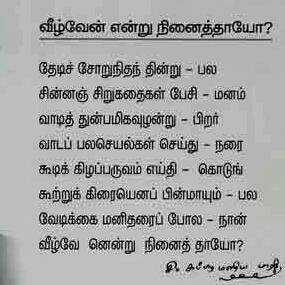 வீழ்வேன் என்று நினைத்தாயோ?
தேடிச் சோறுநிதந் தின்று – பல
சின்னஞ் சிறுகதைகள் பேசி – மனம்
வாடித் துன்பமிகவுழன்று – பிறர்
வாடப் பலசெயல்கள் செய்து – நரை
கூடிக் கிழப்பருவம் எய்தி – கொடுங்
கூற்றுக் கிரையெனப் பின்மாயும் – பல
வேடிக்கை மனிதரைப் போல – நான்
வீழ்வே னென்று நினைத் தாயோ?